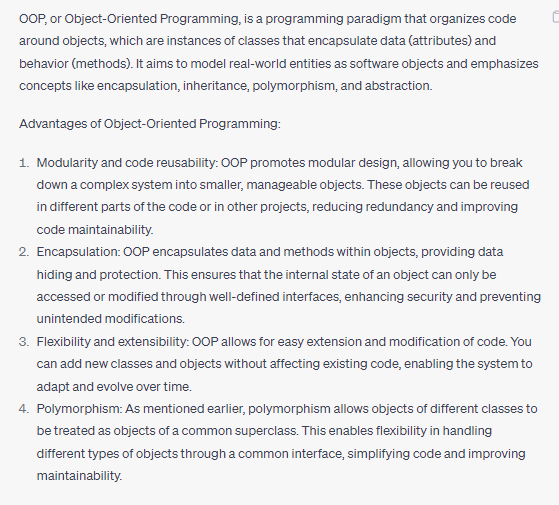 OOP, or Object-Oriented Programming, is a programming paradigm that organizes code
around objects, which are instances of classes that encapsulate data (attributes) and
behavior (methods). It aims to model real-world entities as software objects and emphasizes
concepts like encapsulation, inheritance, polymorphism, and abstraction.
Advantages of Object-Oriented Programming:
1. Modularity and code reusability: OOP promotes modular design, allowing you to break
down a complex system into smaller, manageable objects. These objects can be reused
in different parts of the code or in other projects, reducing redundancy and improving
code maintainability.
2. Encapsulation: OOP encapsulates data and methods within objects, providing data
hiding and protection. This ensures that the internal state of an object can only be
accessed or modified through well-defined interfaces, enhancing security and preventing
unintended modifications.
3. Flexibility and extensibility: OOP allows for easy extension and modification of code. You
can add new classes and objects without affecting existing code, enabling the system to
adapt and evolve over time.
4. Polymorphism: As mentioned earlier, polymorphism allows objects of different classes to
be treated as objects of a common superclass. This enables flexibility in handling
different types of objects through a common interface, simplifying code and improving
maintainability.